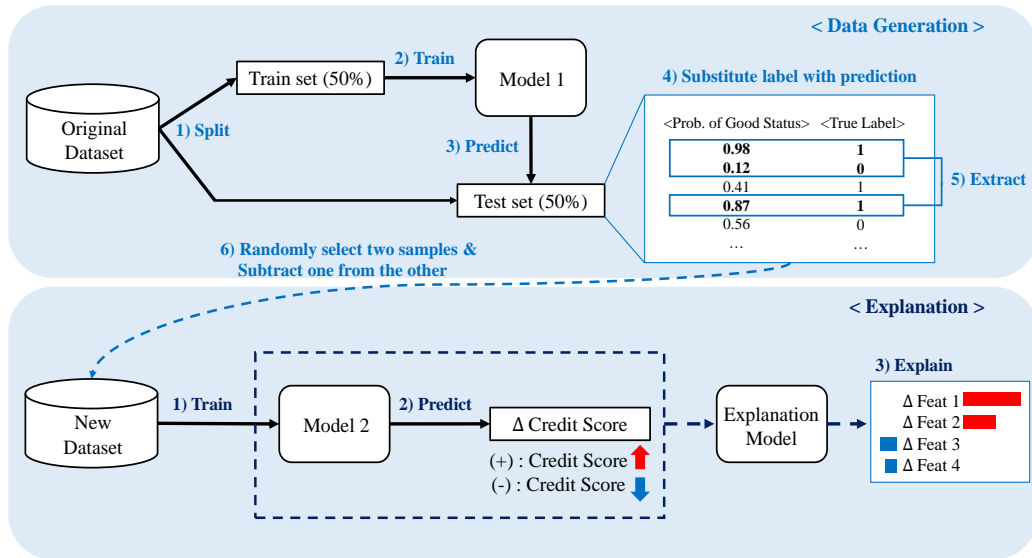 < Data Generation >
Original
Dataset
1) Split
Train set (50%)
2) Train
Model 1
3) Predict
Test set (50%)
4) Substitute label with prediction
<Prob. of Good Status> <True Label>
0.98 1
0.12 0
0.41 1
0.87 1
0.56 0
… …
5) Extract
6) Randomly select two samples &
Subtract one from the other
< Explanation >
New
Dataset
1) Train
Model 2
2) Predict
Δ Credit Score
(+) : Credit Score
(-) : Credit Score
Explanation
Model
3) Explain
Δ Feat 1
Δ Feat 2
Δ Feat 3
Δ Feat 4